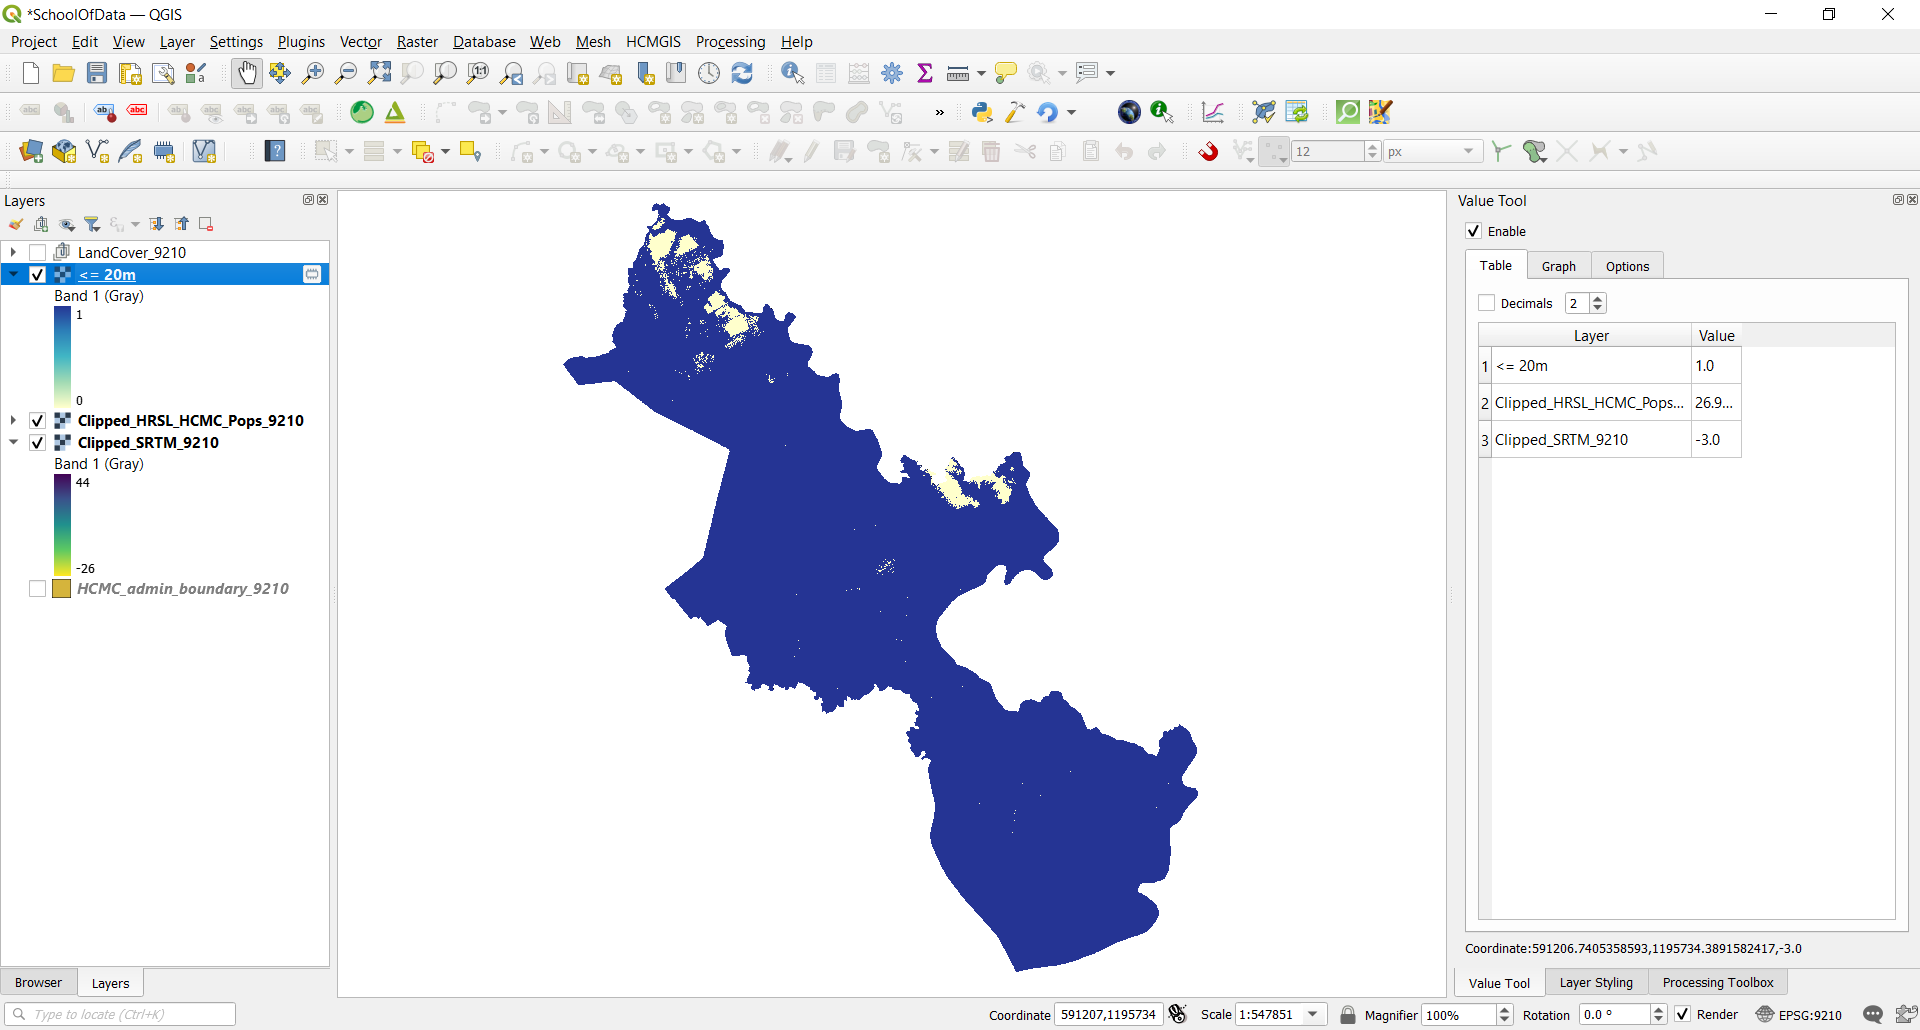 *SchoolOfData — QGIS
Project Edit View Layer Settings Plugins Vector Raster Database Web Mesh HCMGIS Processing Help
»
12 px
Layers
LandCover_9210
<= 20m
Band 1 (Gray)
1
0
Clipped_HRSL_HCMC_Pops_9210
Clipped_SRTM_9210
Band 1 (Gray)
44
-26
HCMC_admin_boundary_9210
Browser Layers
Type to locate (Ctrl+K)
Value Tool
Enable
Table Graph Options
Decimals 2
Layer Value
1 <= 20m 1.0
2 Clipped_HRSL_HCMC_Pops... 26.9...
3 Clipped_SRTM_9210 -3.0
Coordinate:591206.7405358593,1195734.3891582417,-3.0
Value Tool Layer Styling Processing Toolbox
Coordinate 591207,1195734 Scale 1:547851 Magnifier 100% Rotation 0.0 ° Render EPSG:9210